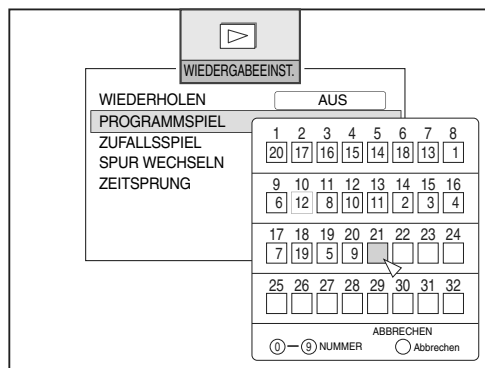 WIEDERGABEEINST.
WIEDERHOLEN AUS
PROGRAMMSPIEL
ZUFALLSSPIEL
SPUR WECHSELN
ZEITSPRUNG
1 2 3 4 5 6 7 8
20 17 16 15 14 18 13 1
9 10 11 12 13 14 15 16
6 12 8 10 11 2 3 4
17 18 19 20 21 22 23 24
7 19 5 9
25 26 27 28 29 30 31 32
ABBRECHEN
0 — 9 NUMMER Abbrechen